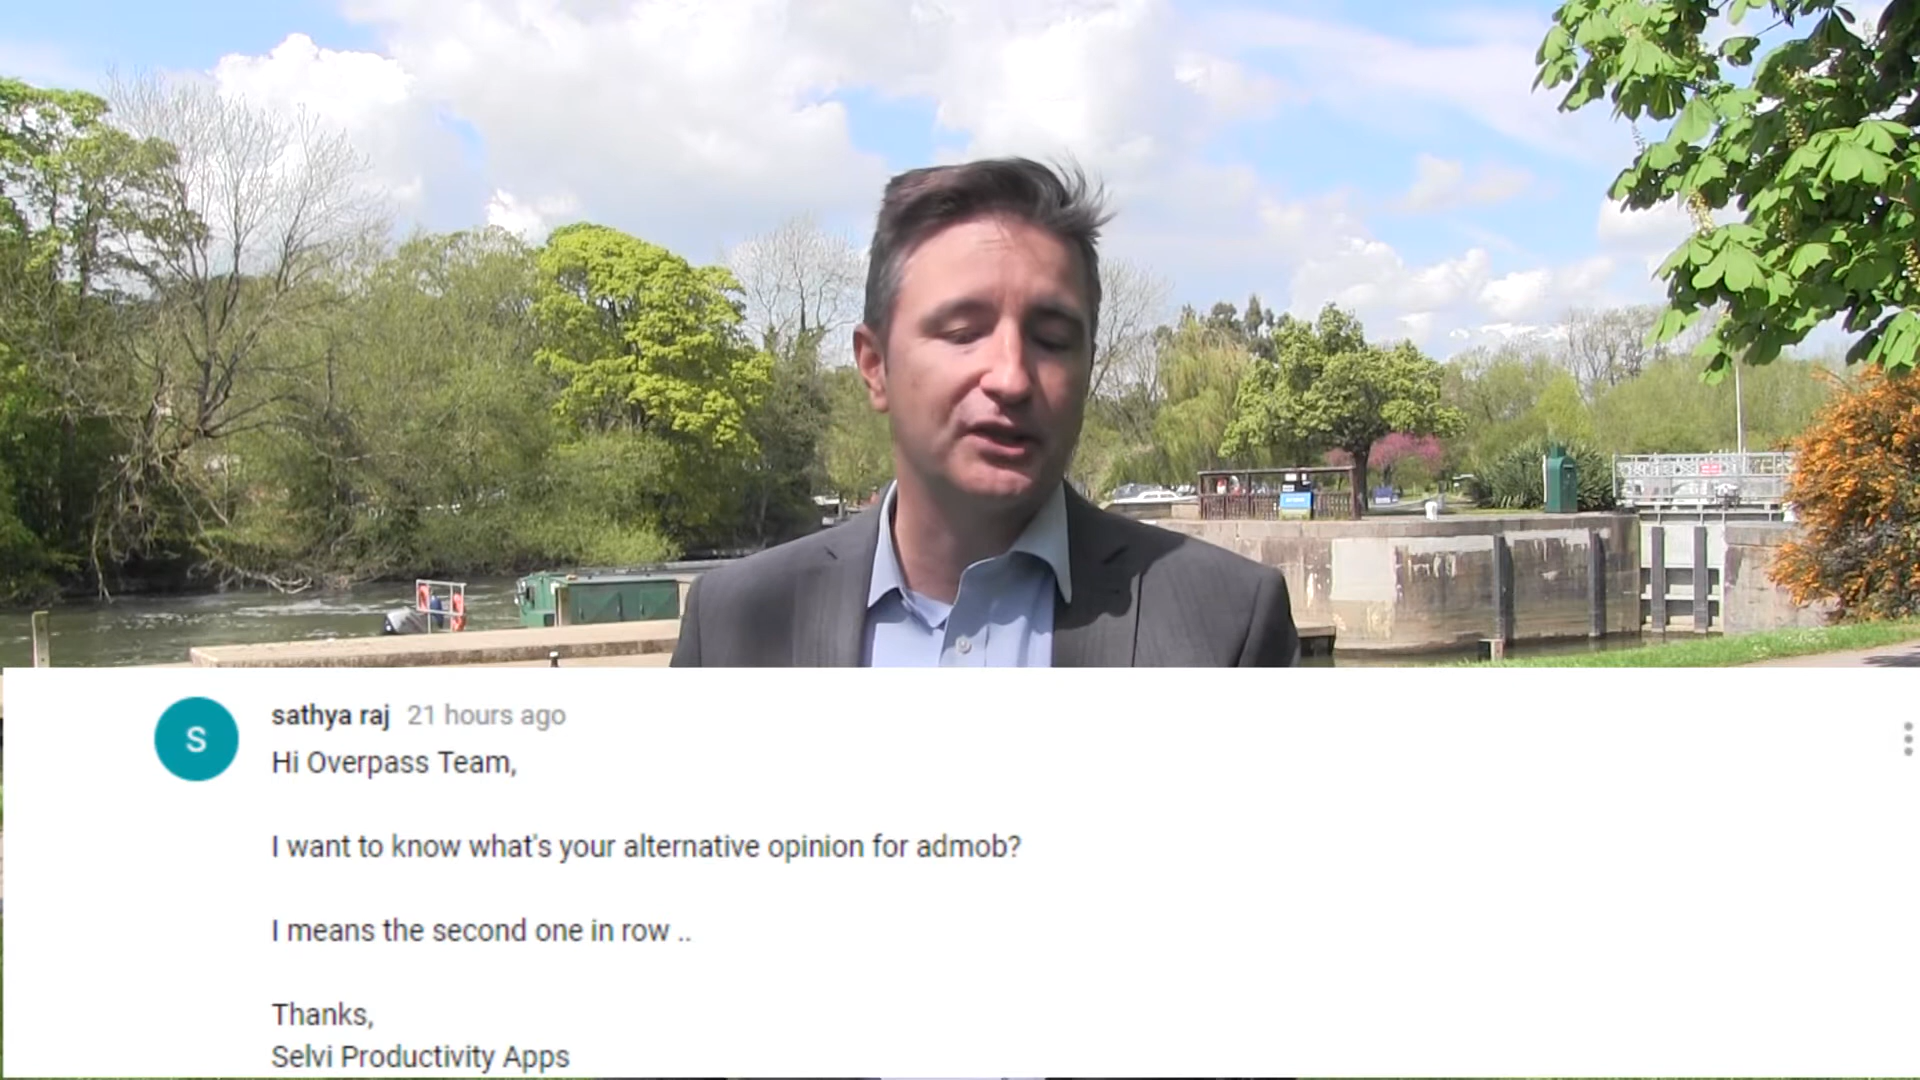 S
sathya raj 21 hours ago
Hi Overpass Team,
I want to know what's your alternative opinion for admob?
I means the second one in row ..
Thanks,
Selvi Productivity Apps